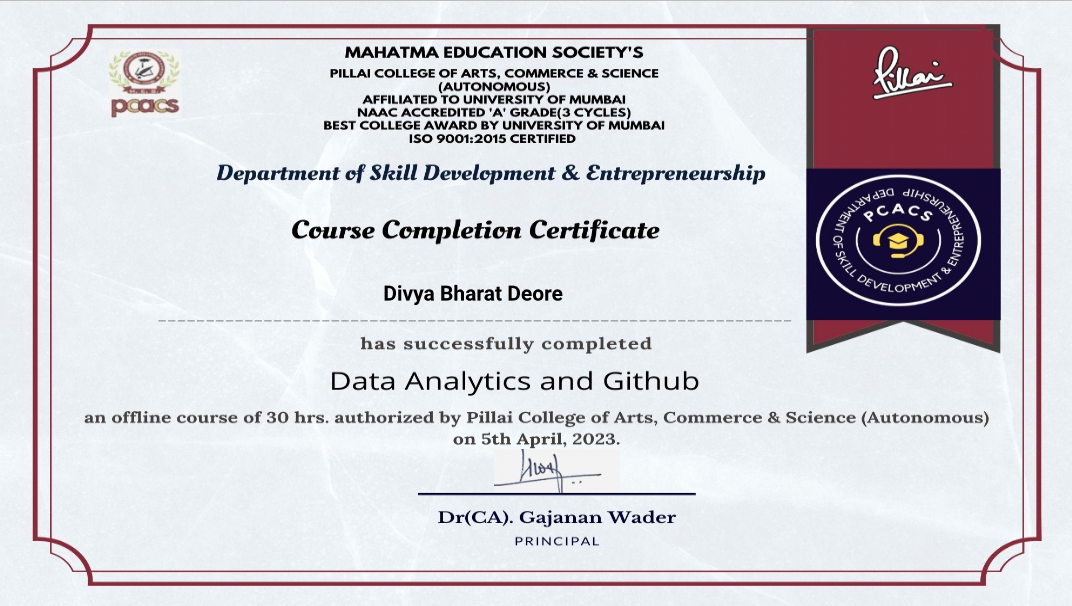 MAHATMA EDUCATION SOCIETY'S
PILLAI COLLEGE OF ARTS, COMMERCE & SCIENCE
(AUTONOMOUS)
AFFILIATED TO UNIVERSITY OF MUMBAI
NAAC ACCREDITED 'A' GRADE(3 CYCLES)
BEST COLLEGE AWARD BY UNIVERSITY OF MUMBAI
ISO 9001:2015 CERTIFIED
pcacs
Pillai
Department of Skill Development & Entrepreneurship
PCACS
DEPARTMENT OF SKILL DEVELOPMENT & ENTREPRENEURSHIP
Course Completion Certificate
Divya Bharat Deore
has successfully completed
Data Analytics and Github
an offline course of 30 hrs. authorized by Pillai College of Arts, Commerce & Science (Autonomous)
on 5th April, 2023.
Dr(CA). Gajanan Wader
PRINCIPAL